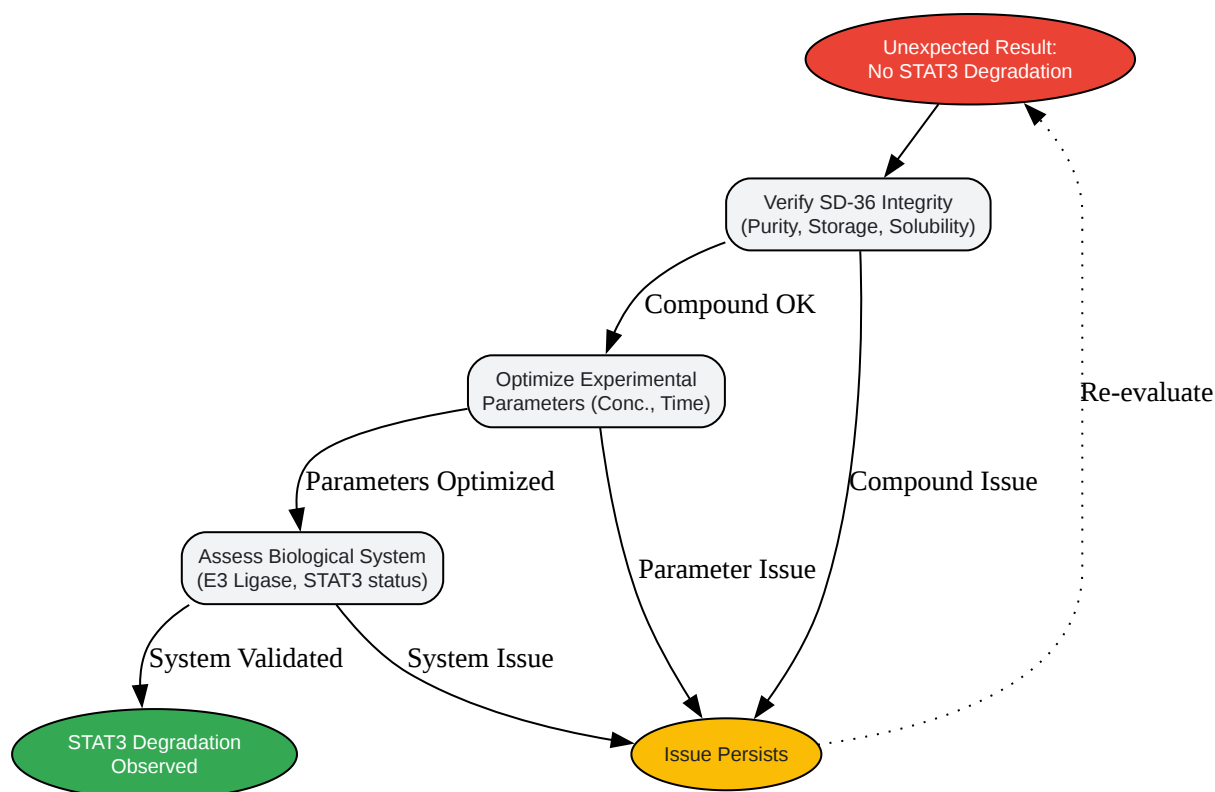 Unexpected Result:
No STAT3 Degradation
Verify SD-36 Integrity
(Purity, Storage, Solubility)
Compound OK
Optimize Experimental
Parameters (Conc., Time)
Re-evaluate
Parameters Optimized
Compound Issue
Assess Biological System
(E3 Ligase, STAT3 status)
Parameter Issue
System Validated
System Issue
STAT3 Degradation
Observed
Issue Persists